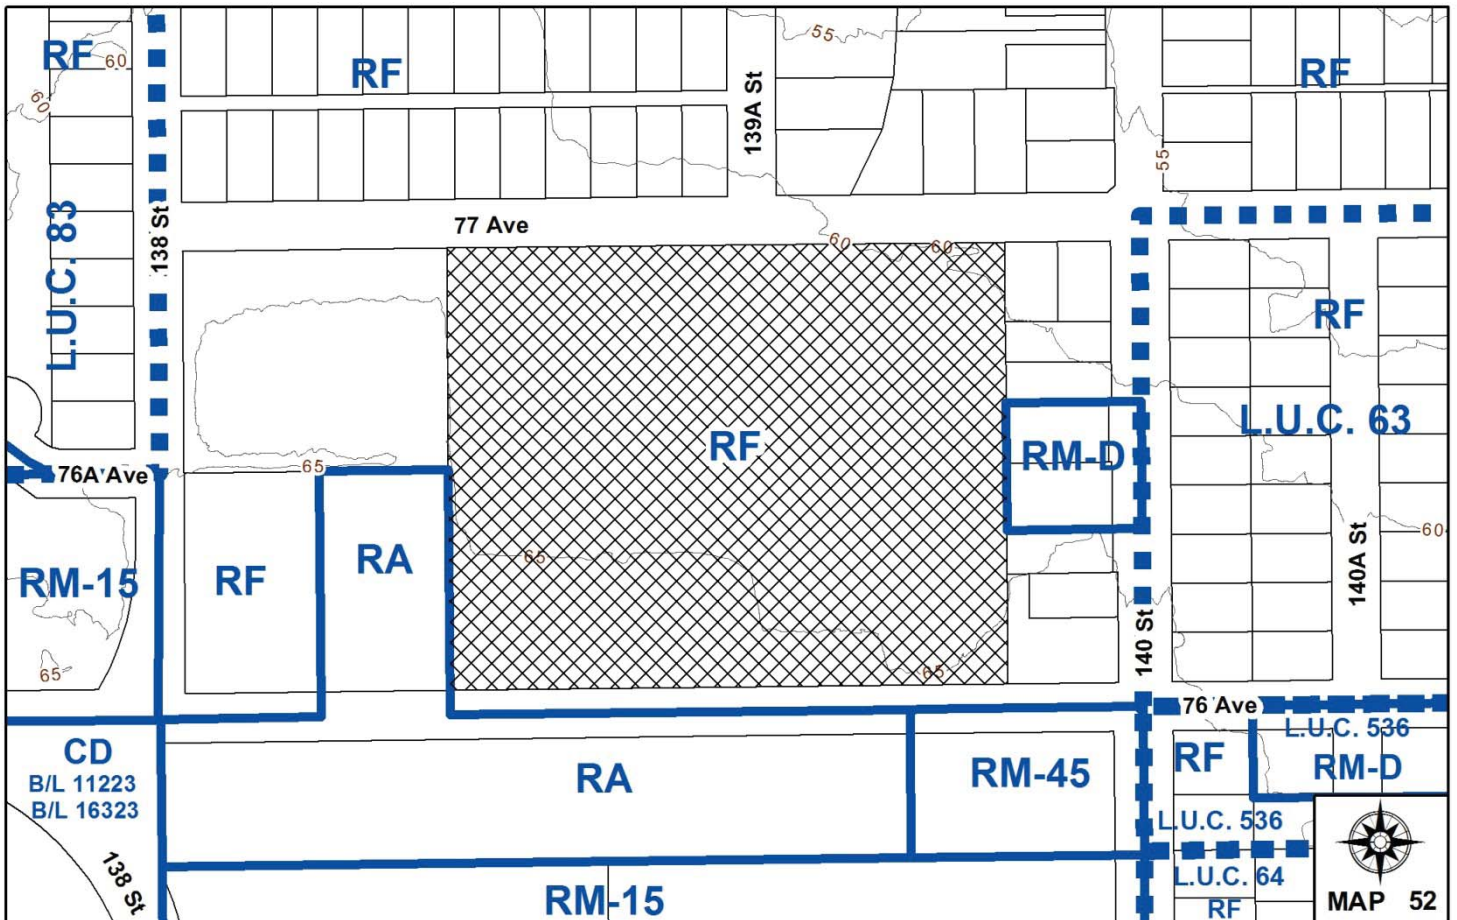 RF
60
60
RF
139A St
55
RF
55
L.U.C. 83
138 St
77 Ave
60
60
RF
RF
RM-D
L.U.C. 63
76A Ave
65
RM-15
65
RF
RA
65
65
140 St
140A St
60
76 Ave
L.U.C. 536
CD
B/L 11223
B/L 16323
RA
RM-45
RF
RM-D
L.U.C. 536
138 St
RM-15
L.U.C. 64
RF
MAP 52